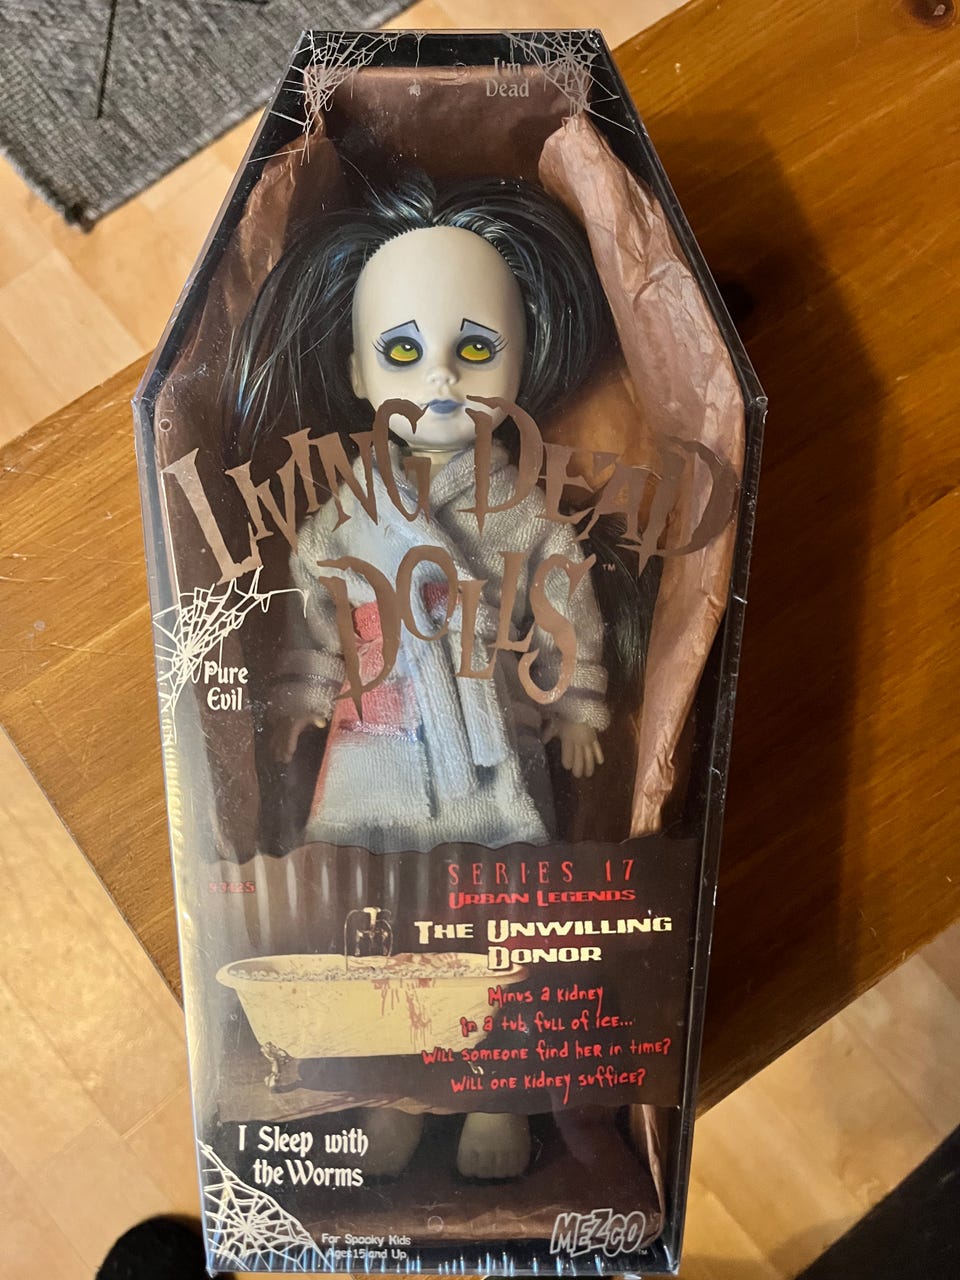 I'm
Dead
LIVING DEAD
DOLLS™
Pure
Evil
SERIES 17
URBAN LEGENDS
THE UNWILLING
DONOR
Minus a kidney
in a tub full of ice...
Will someone find her in time?
Will one kidney suffice?
I Sleep with
the Worms
For Spooky Kids
Ages 15 and Up
MEZCO™